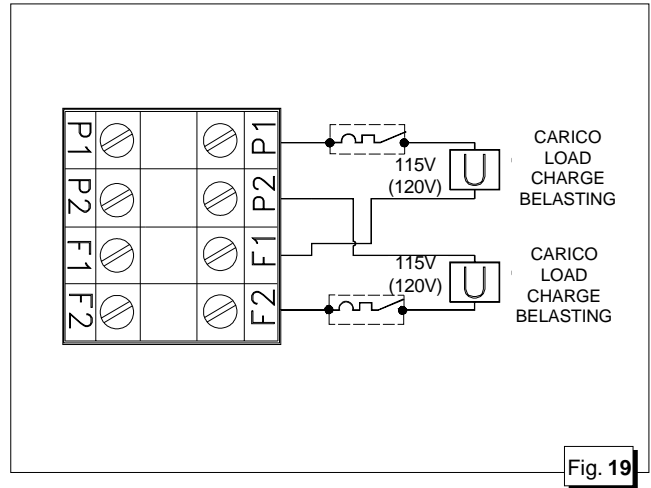 P1 P1
P2 P2
F1 F1
F2 F2
115V
(120V)
CARICO
LOAD
CHARGE
BELASTING
115V
(120V)
CARICO
LOAD
CHARGE
BELASTING
U
U
Fig. 19